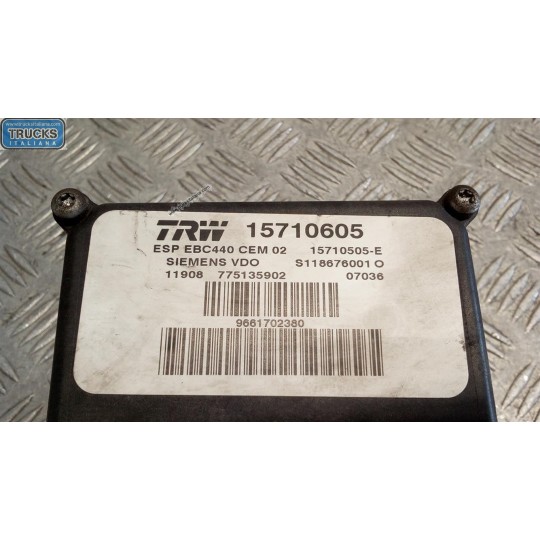 TRUCKS
ITALIANA
TRW 15710605
ESP EBC440 CEM 02 15710505-E
SIEMENS VDO S118676001 O
11908 775135902 07036
9661702380